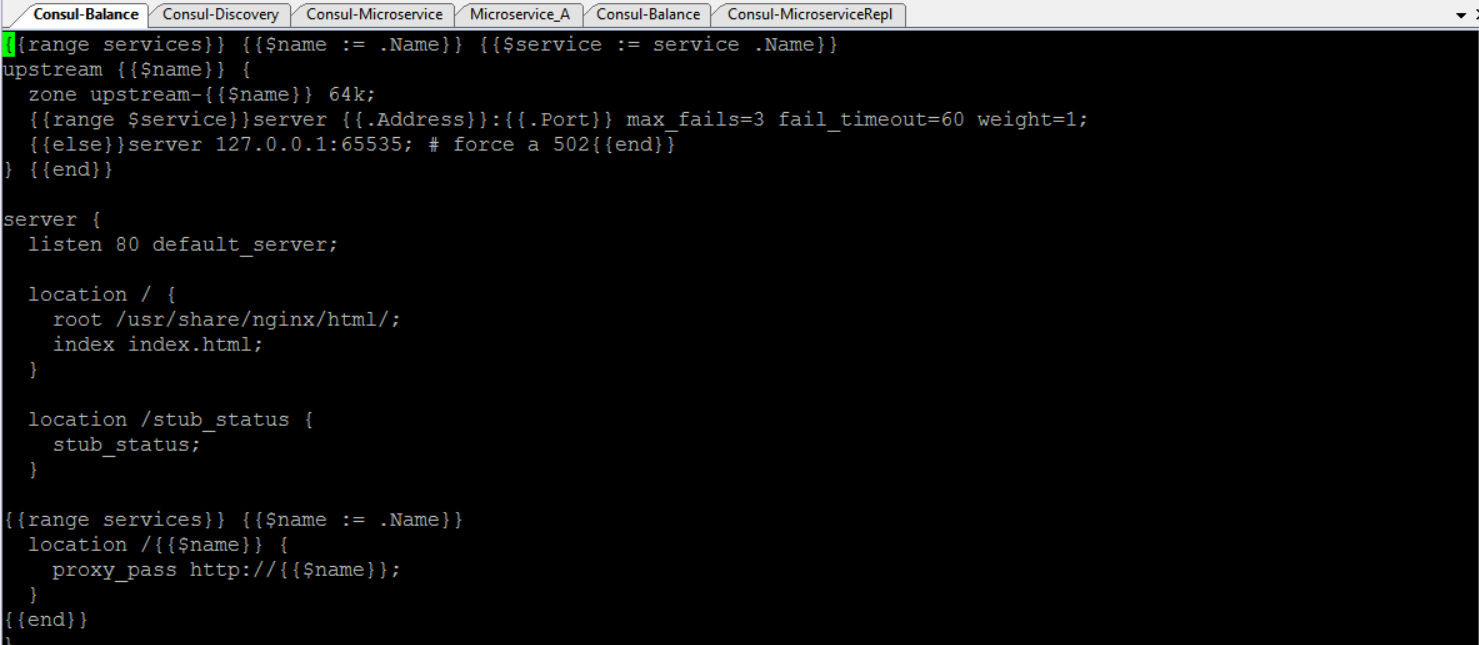 Consul-Balance Consul-Discovery Consul-Microservice Microservice_A Consul-Balance Consul-MicroserviceRepl
{{range services}} {{$name := .Name}} {{$service := service .Name}}
upstream {{$name}} {
  zone upstream-{{$name}} 64k;
  {{range $service}}server {{.Address}}:{{.Port}} max_fails=3 fail_timeout=60 weight=1;
  {{else}}server 127.0.0.1:65535; # force a 502{{end}}
} {{end}}

server {
  listen 80 default_server;

  location / {
    root /usr/share/nginx/html/;
    index index.html;
  }

  location /stub_status {
    stub_status;
  }

{{range services}} {{$name := .Name}}
  location /{{$name}} {
    proxy_pass http://{{$name}};
  }
{{end}}
}